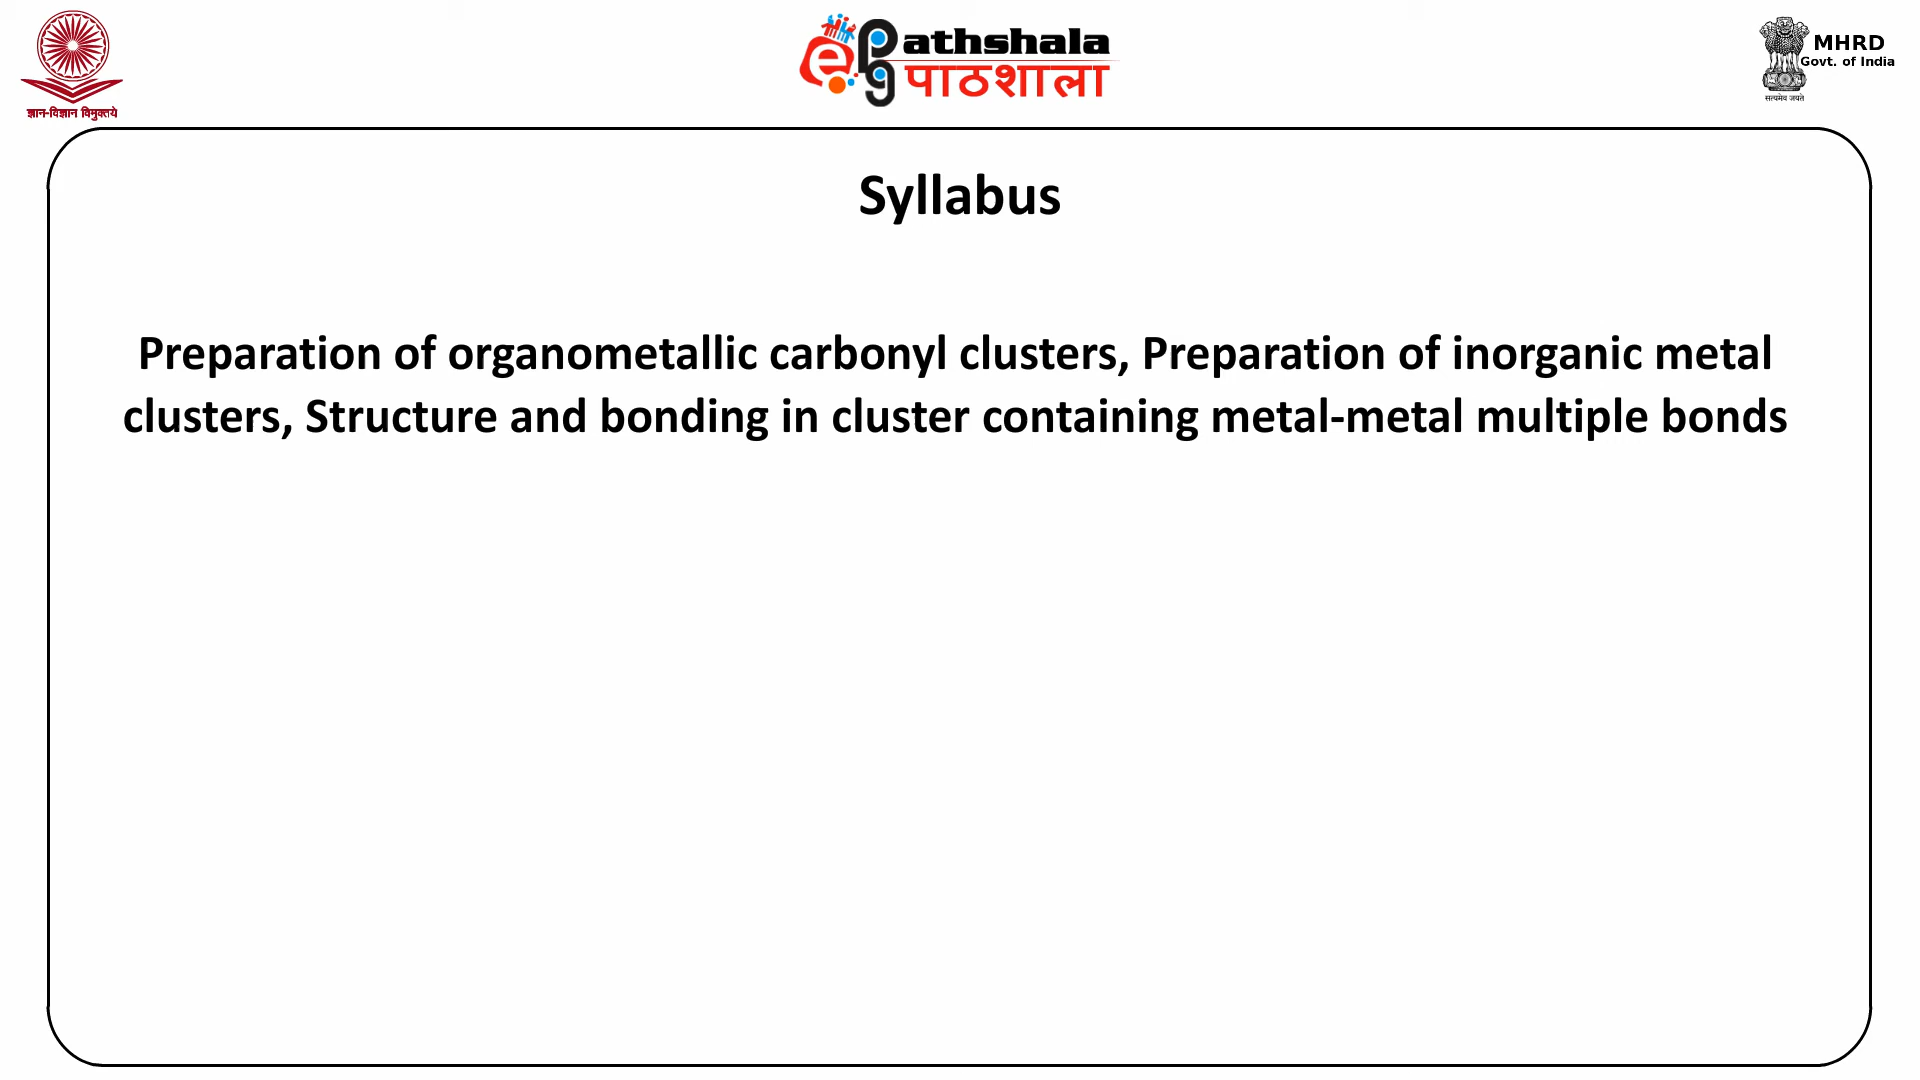 ज्ञान-विज्ञान विमुक्तये
e pg athshala
पाठशाला
MHRD
Govt. of India
सत्यमेव जयते
Syllabus
Preparation of organometallic carbonyl clusters, Preparation of inorganic metal
clusters, Structure and bonding in cluster containing metal-metal multiple bonds